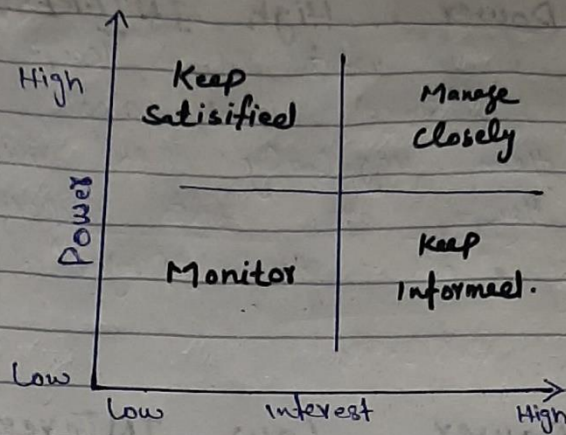 High
Keep
Satisified
Manage
Closely
Power
Monitor
Keep
Informed.
Low
Low Interest High